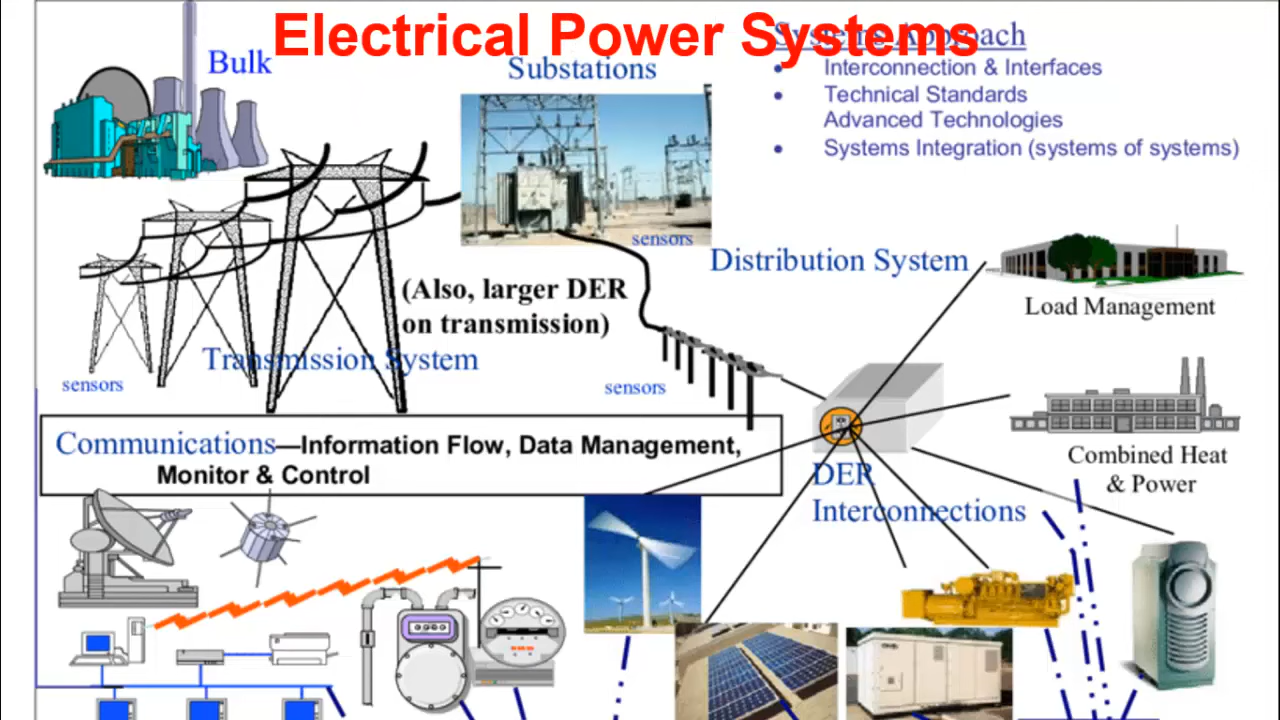 Electrical Power Systems
Systems Approach
Bulk
Substations
• Interconnection & Interfaces
• Technical Standards
Advanced Technologies
• Systems Integration (systems of systems)
sensors
Distribution System
(Also, larger DER
on transmission)
Load Management
Transmission System
sensors
sensors
Communications—Information Flow, Data Management,
Monitor & Control
Combined Heat
& Power
DER
Interconnections